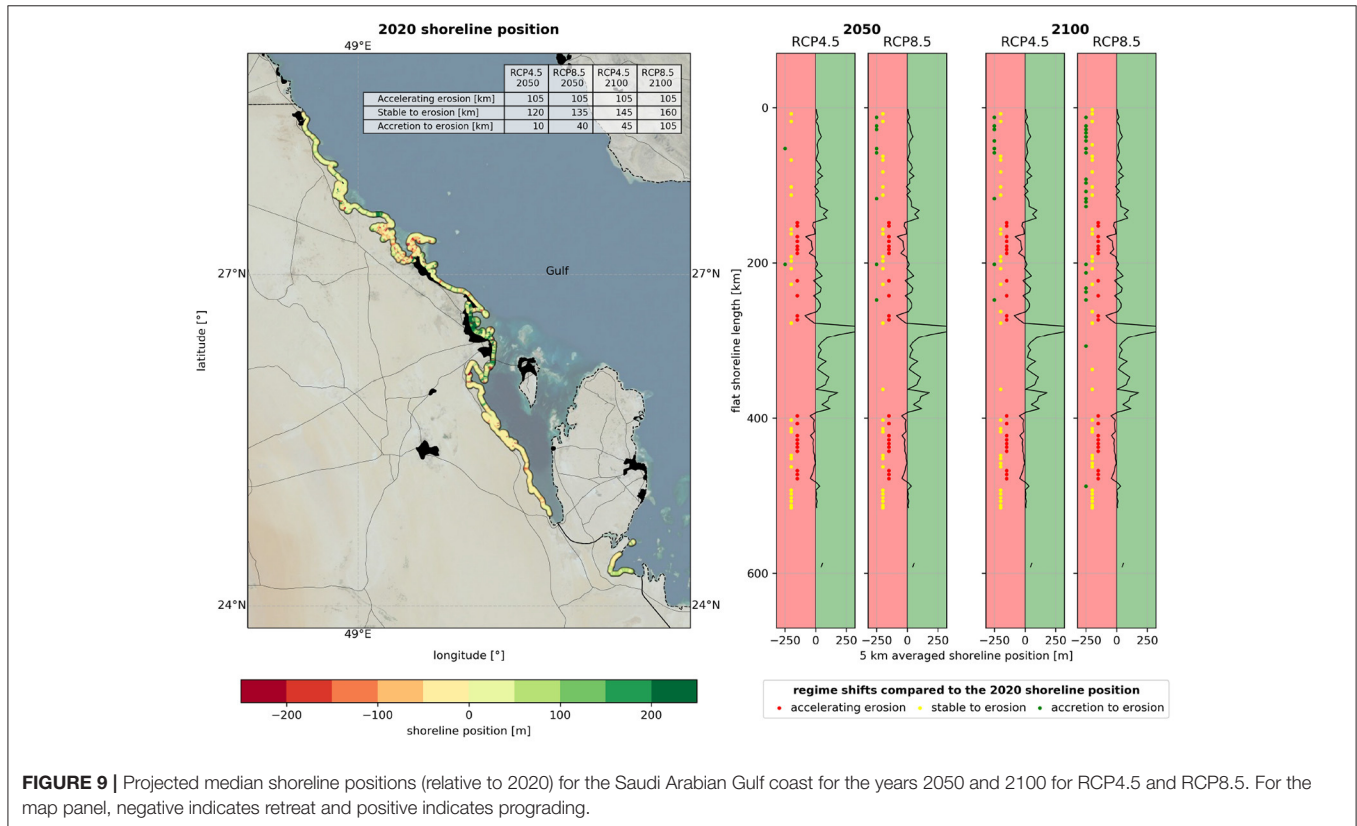 2020 shoreline position
49°E
RCP4.5 2050 RCP8.5 2050 RCP4.5 2100 RCP8.5 2100
Accelerating erosion [km] 105 105 105 105
Stable to erosion [km] 120 135 145 160
Accretion to erosion [km] 10 40 45 105
27°N
Gulf
27°N
latitude [°]
24°N
24°N
49°E
longitude [°]
−200 −100 0 100 200
shoreline position [m]
2050 2100
RCP4.5 RCP8.5 RCP4.5 RCP8.5
0
200
400
600
flat shoreline length [km]
−250 0 250 −250 0 250 −250 0 250 −250 0 250
5 km averaged shoreline position [m]
regime shifts compared to the 2020 shoreline position
accelerating erosion stable to erosion accretion to erosion
FIGURE 9 | Projected median shoreline positions (relative to 2020) for the Saudi Arabian Gulf coast for the years 2050 and 2100 for RCP4.5 and RCP8.5. For the
map panel, negative indicates retreat and positive indicates prograding.